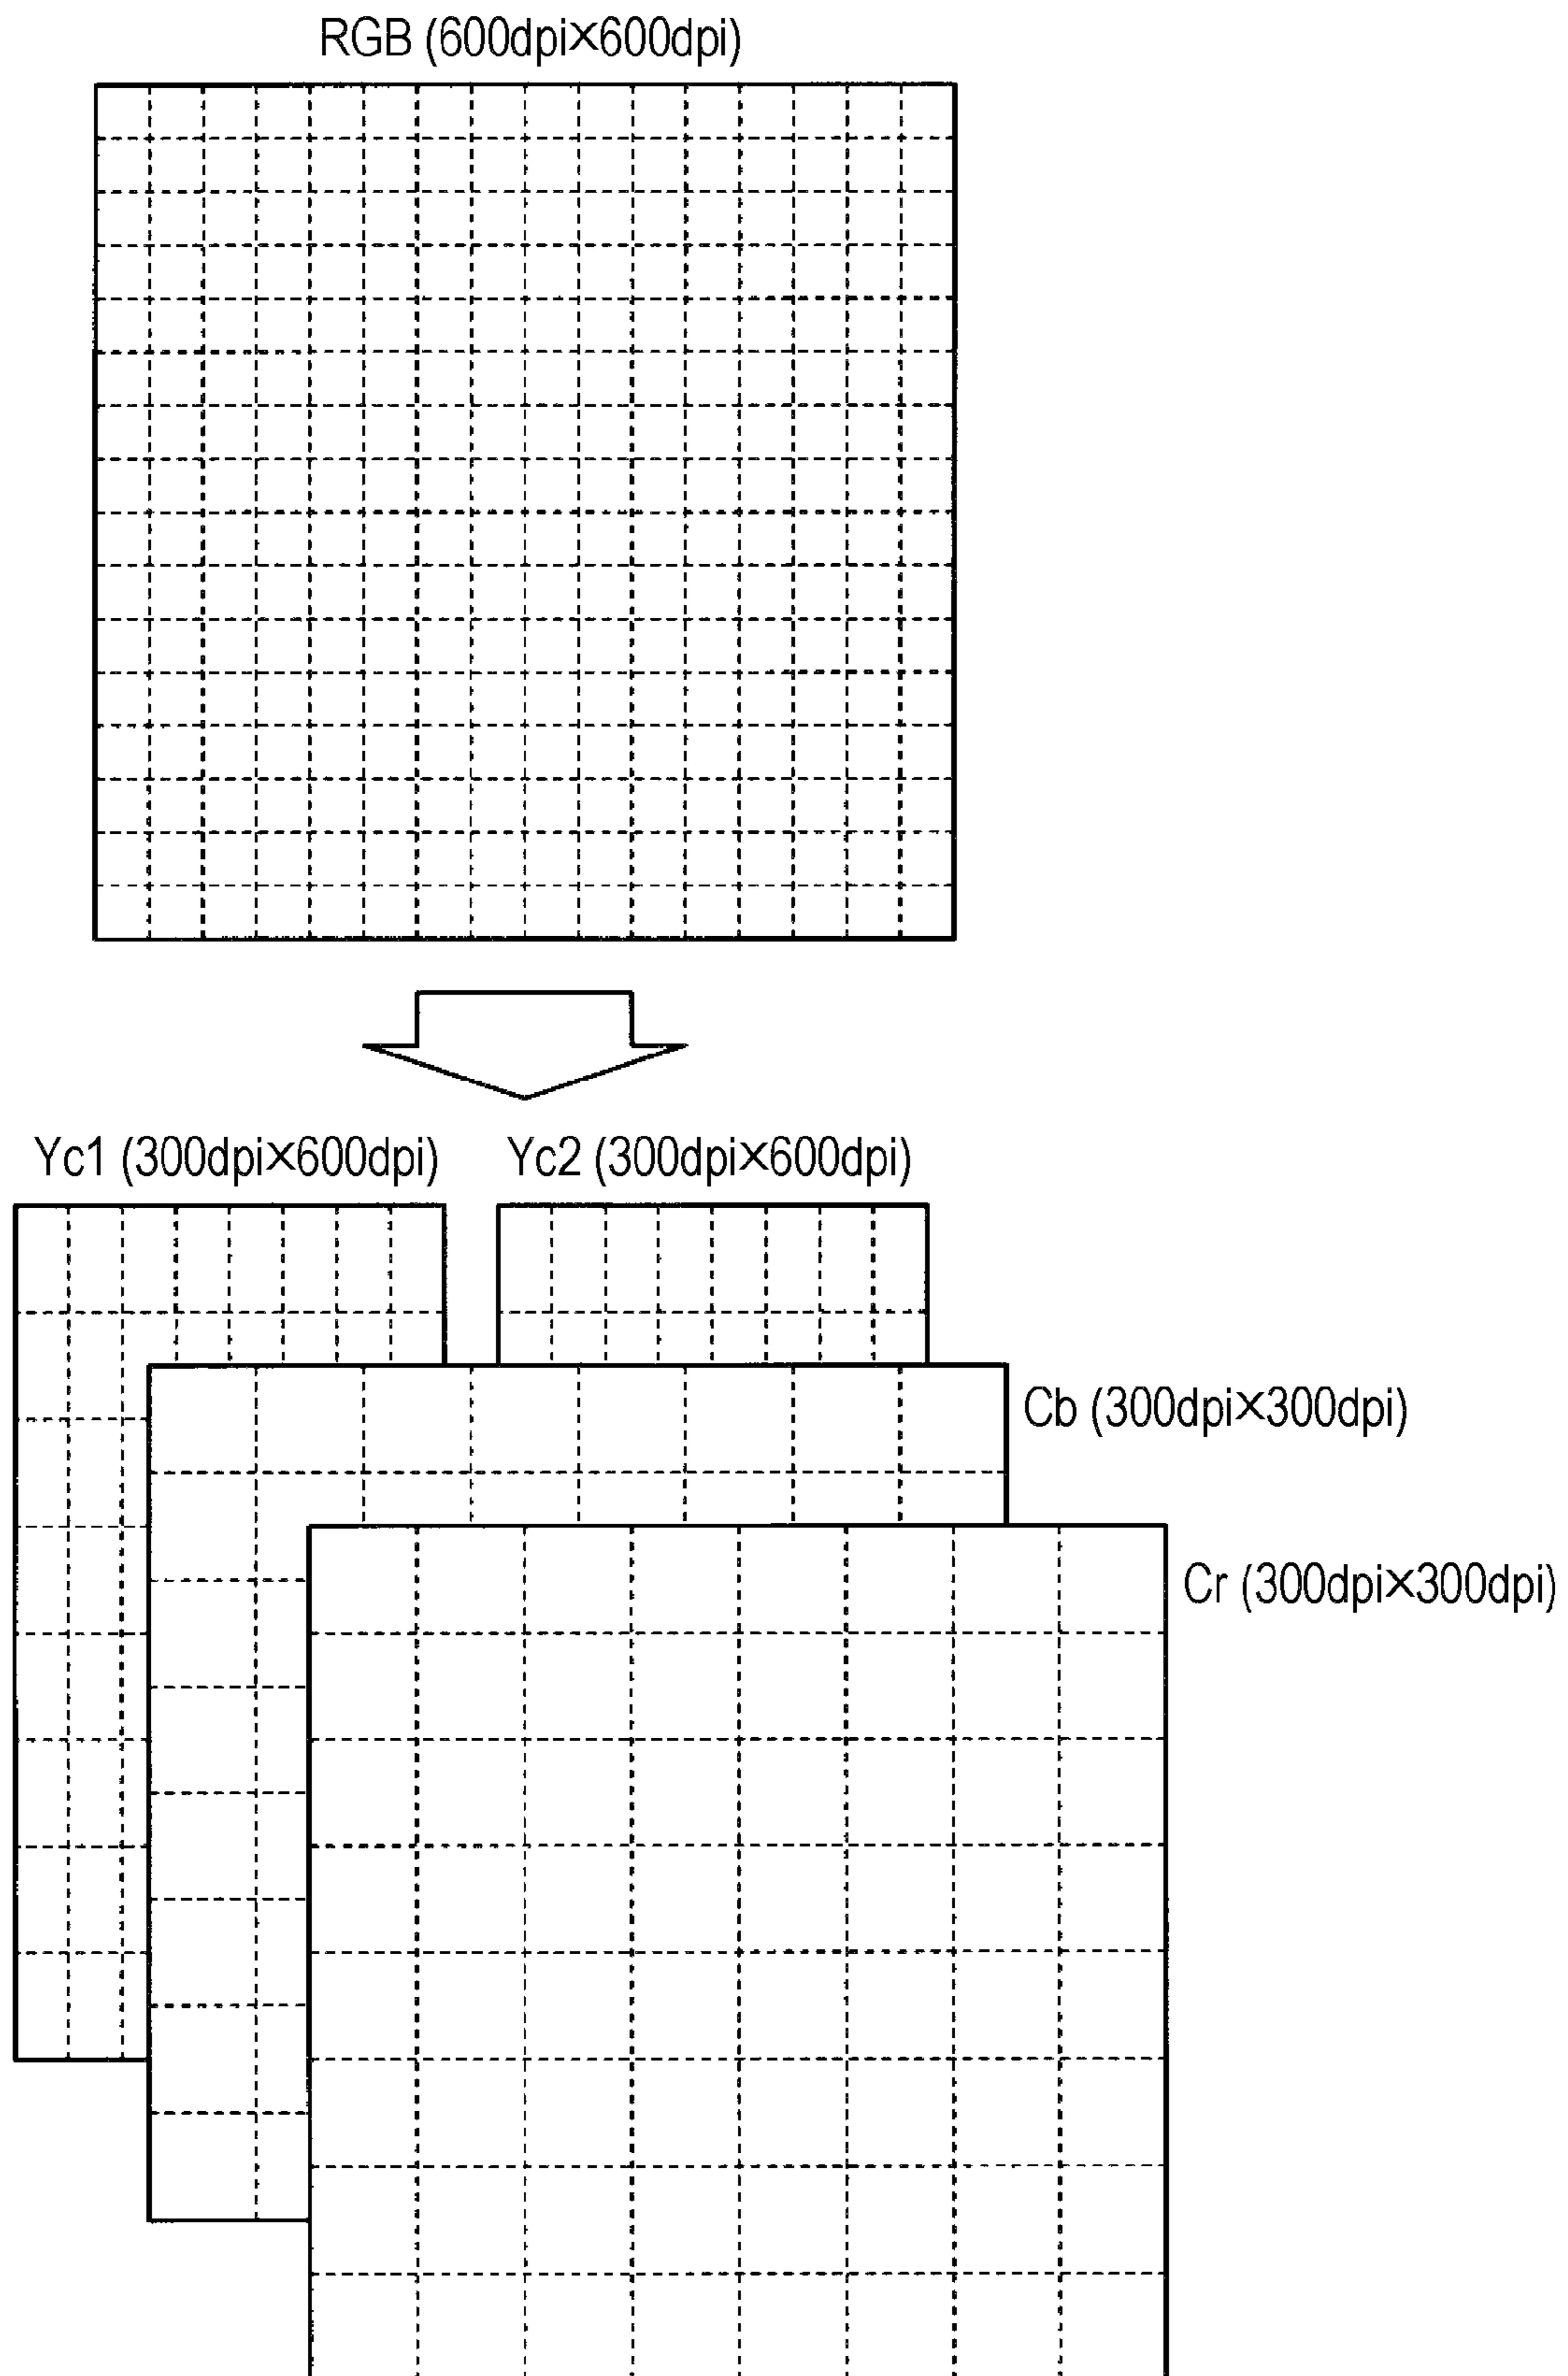 RGB (600dpi×600dpi)
Yc1 (300dpi×600dpi)
Yc2 (300dpi×600dpi)
Cb (300dpi×300dpi)
Cr (300dpi×300dpi)